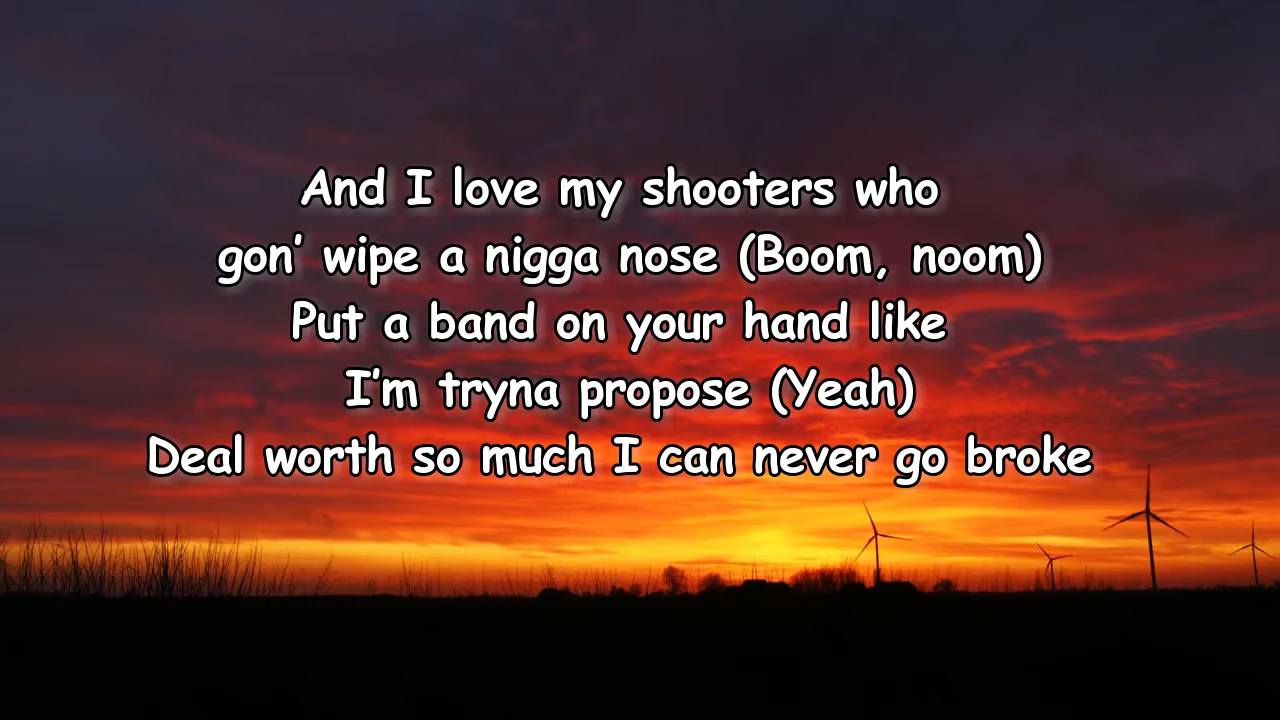 And I love my shooters who
gon' wipe a nigga nose (Boom, noom)
Put a band on your hand like
I'm tryna propose (Yeah)
Deal worth so much I can never go broke